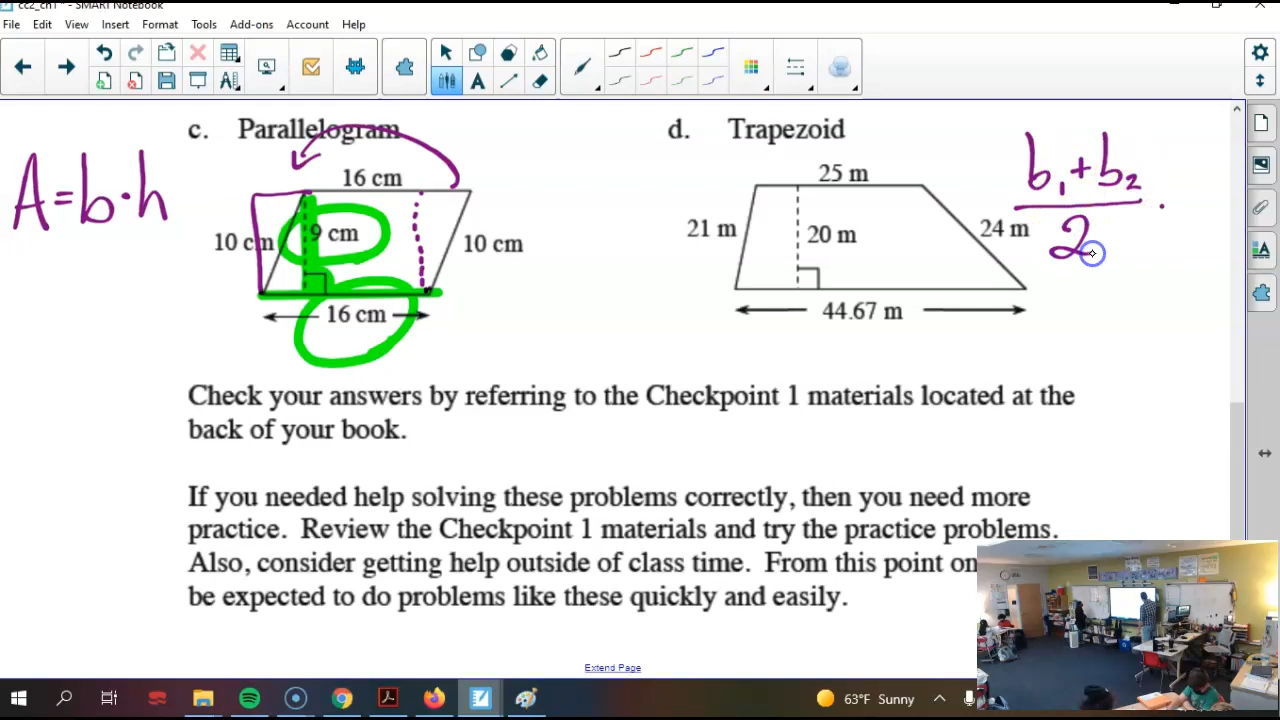 cc2_ch1 * - SMART Notebook
File Edit View Insert Format Tools Add-ons Account Help
c. Parallelogram
d. Trapezoid
A=b·h
16 cm
10 cm
9 cm
10 cm
16 cm
25 m
21 m
20 m
24 m
44.67 m
b₁+b₂
2
·
Check your answers by referring to the Checkpoint 1 materials located at the
back of your book.
If you needed help solving these problems correctly, then you need more
practice. Review the Checkpoint 1 materials and try the practice problems.
Also, consider getting help outside of class time. From this point on
be expected to do problems like these quickly and easily.
Extend Page
63°F Sunny